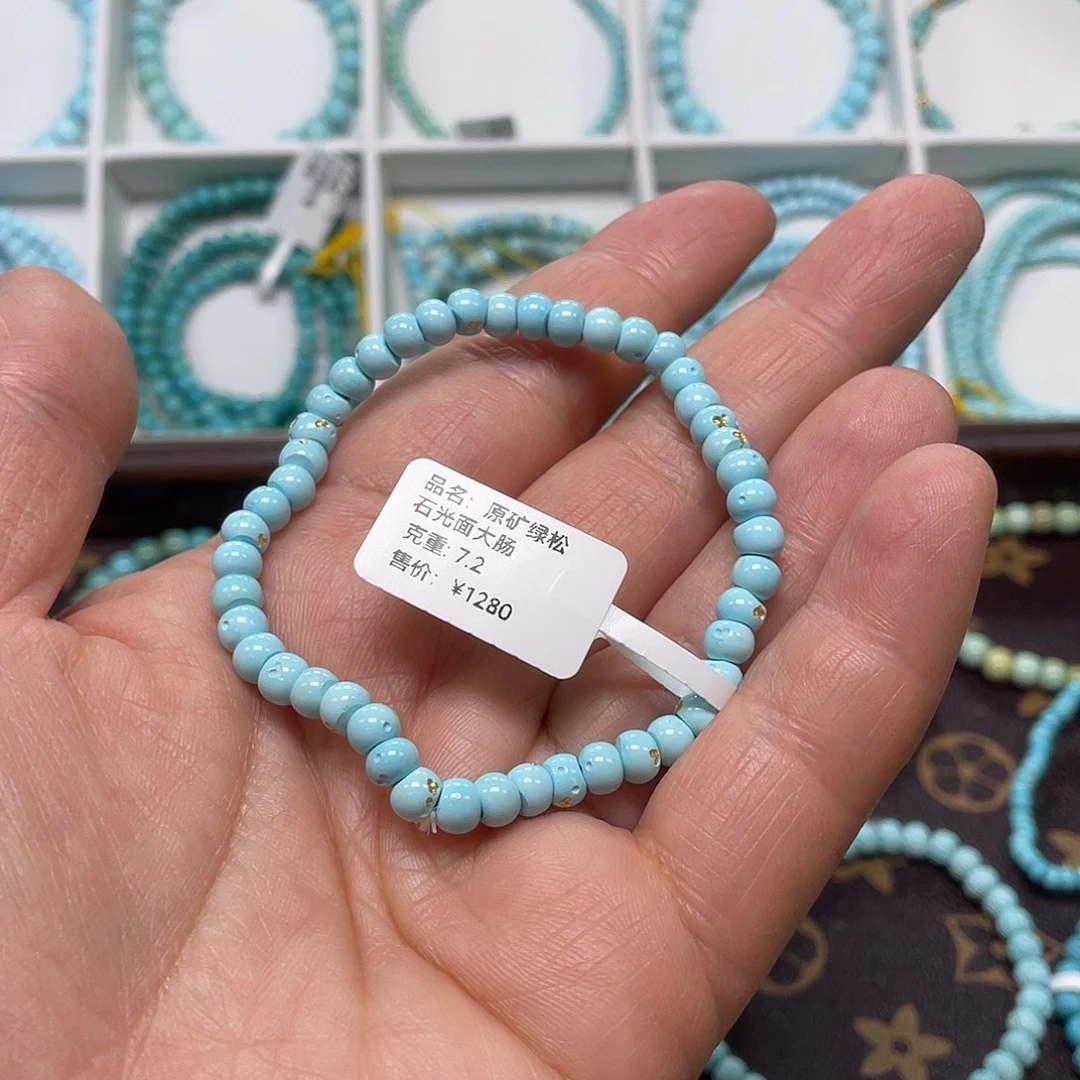 品名: 原矿绿松
石光面大肠
克重: 7.2
售价: ¥1280